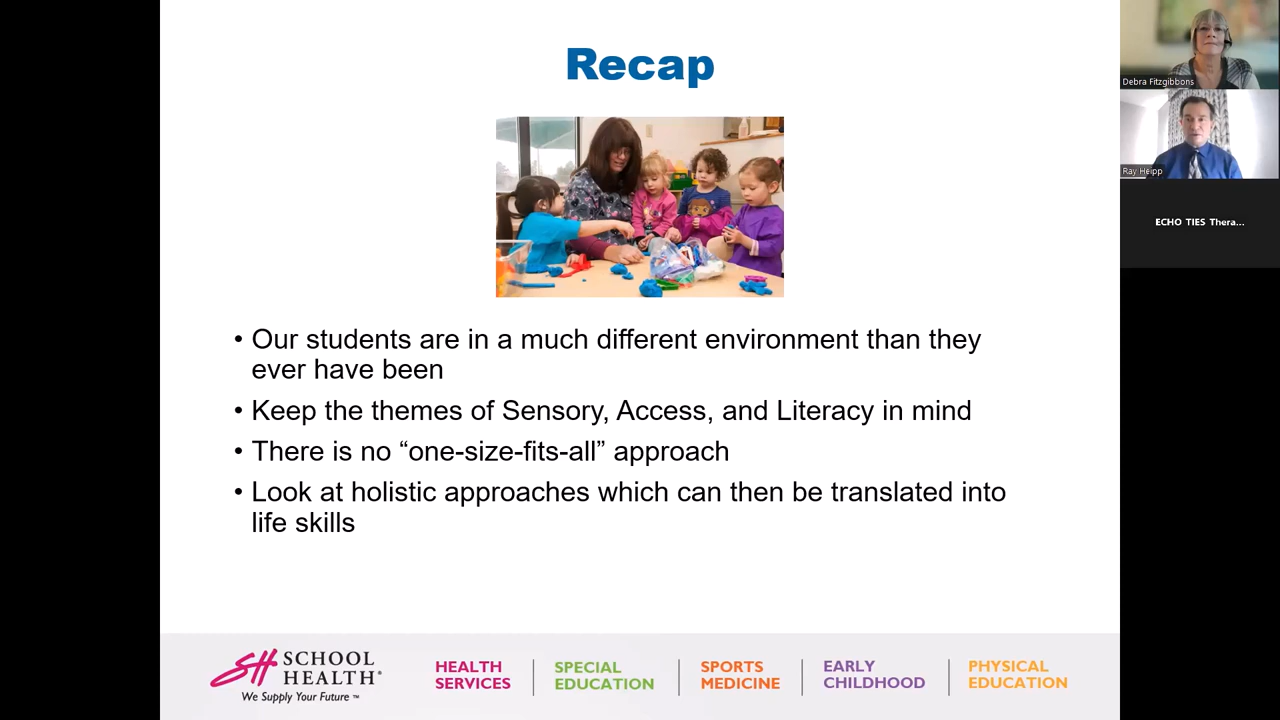 Recap
• Our students are in a much different environment than they
ever have been
• Keep the themes of Sensory, Access, and Literacy in mind
• There is no “one-size-fits-all” approach
• Look at holistic approaches which can then be translated into
life skills
SH SCHOOL HEALTH®
We Supply Your Future ™
HEALTH SERVICES
SPECIAL EDUCATION
SPORTS MEDICINE
EARLY CHILDHOOD
PHYSICAL EDUCATION
Debra Fitzgibbons
Ray Heipp
ECHO TIES Thera...